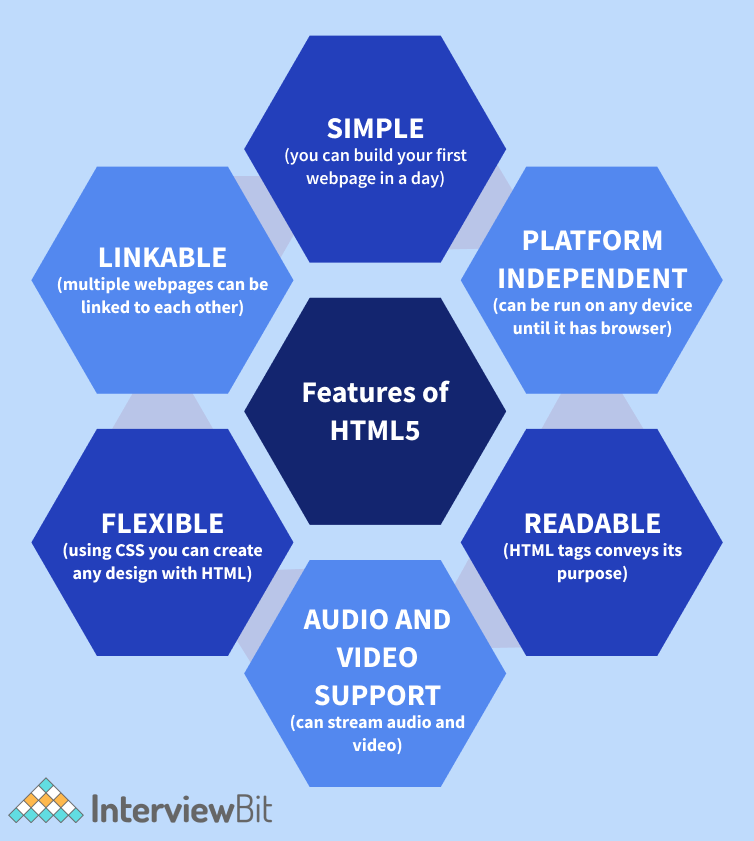 SIMPLE
(you can build your first
webpage in a day)
LINKABLE
(multiple webpages can be
linked to each other)
PLATFORM
INDEPENDENT
(can be run on any device
until it has browser)
Features of
HTML5
FLEXIBLE
(using CSS you can create
any design with HTML)
READABLE
(HTML tags conveys its
purpose)
AUDIO AND
VIDEO
SUPPORT
(can stream audio and
video)
InterviewBit